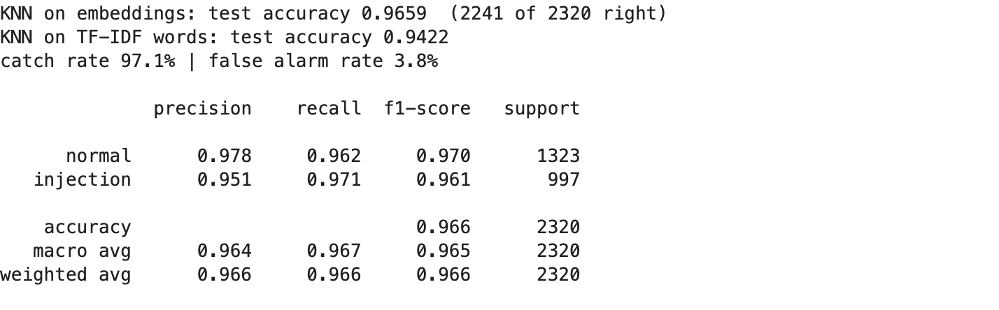 KNN on embeddings: test accuracy 0.9659  (2241 of 2320 right)
KNN on TF-IDF words: test accuracy 0.9422
catch rate 97.1% | false alarm rate 3.8%
              precision    recall  f1-score   support
      normal      0.978     0.962     0.970      1323
   injection      0.951     0.971     0.961       997
    accuracy                          0.966      2320
   macro avg      0.964     0.967     0.965      2320
weighted avg      0.966     0.966     0.966      2320